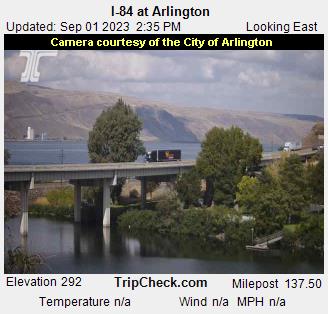 I-84 at Arlington
Updated: Sep 01 2023 2:35 PM Looking East
Camera courtesy of the City of Arlington
Elevation 292 TripCheck.com Milepost 137.50
Temperature n/a Wind n/a MPH n/a